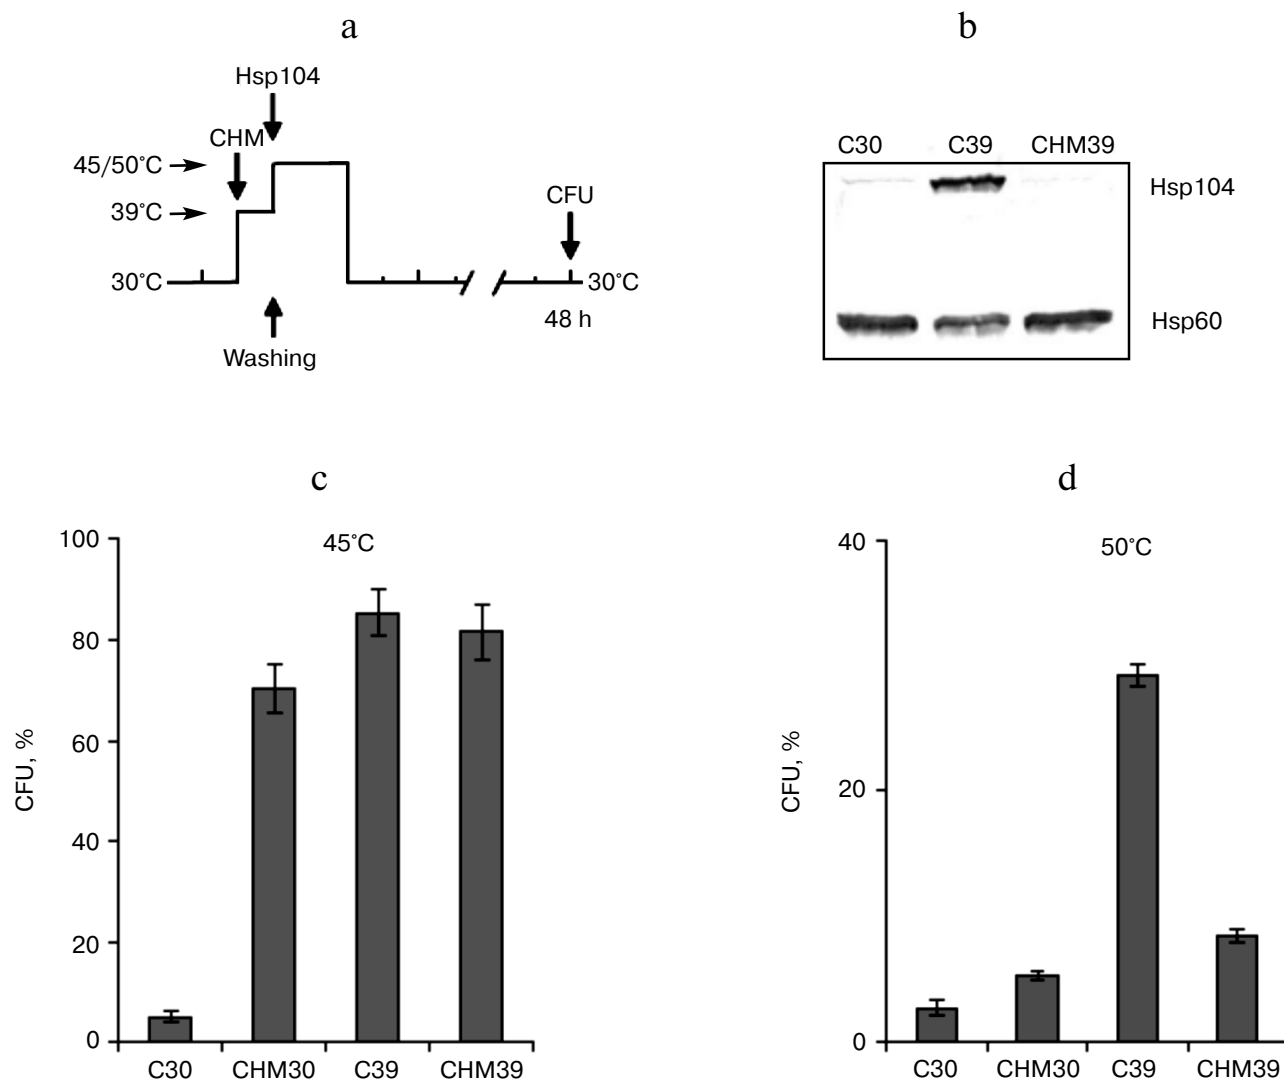 a
Hsp104
CHM
45/50°C
39°C
CFU
30°C
30°C
48 h
Washing
b
C30 C39 CHM39
Hsp104
Hsp60
c
45°C
100
80
60
40
20
0
CFU, %
C30 CHM30 C39 CHM39
d
50°C
40
20
0
CFU, %
C30 CHM30 C39 CHM39